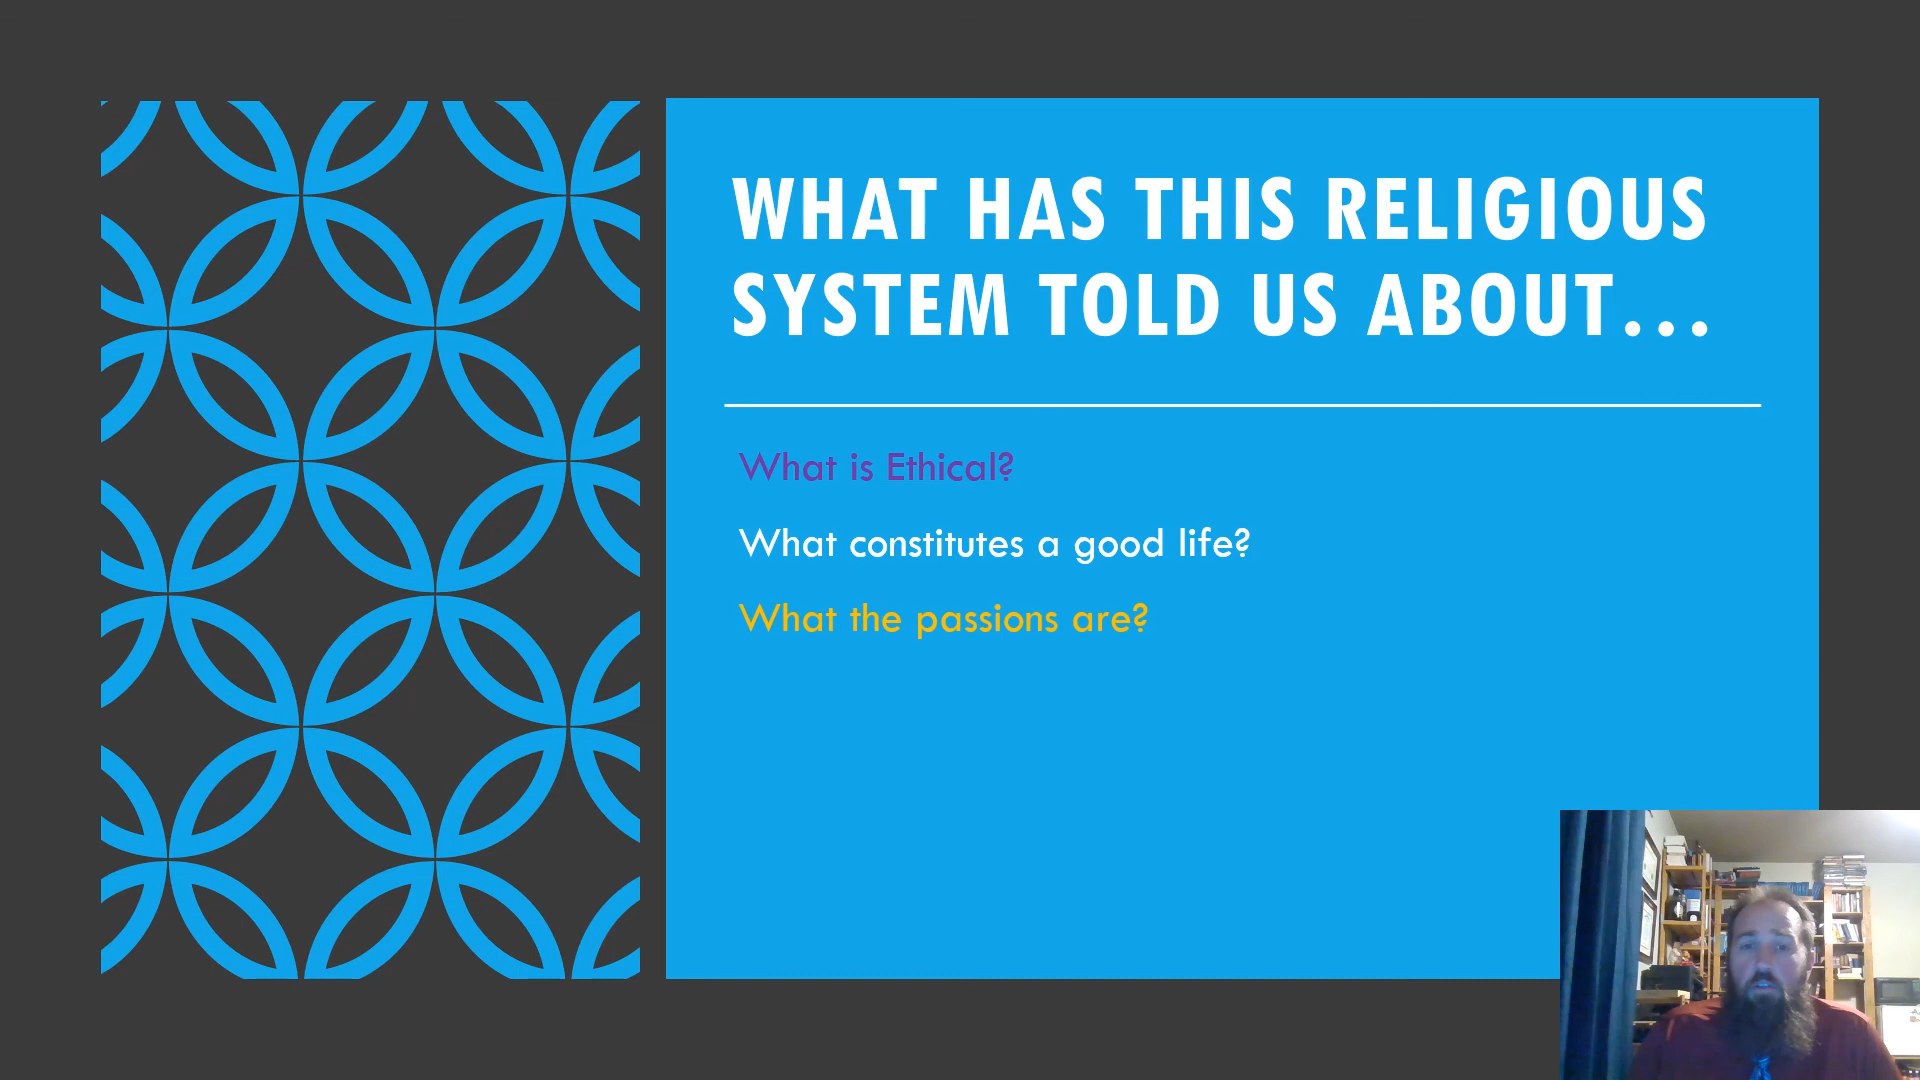 WHAT HAS THIS RELIGIOUS
SYSTEM TOLD US ABOUT...
What is Ethical?
What constitutes a good life?
What the passions are?